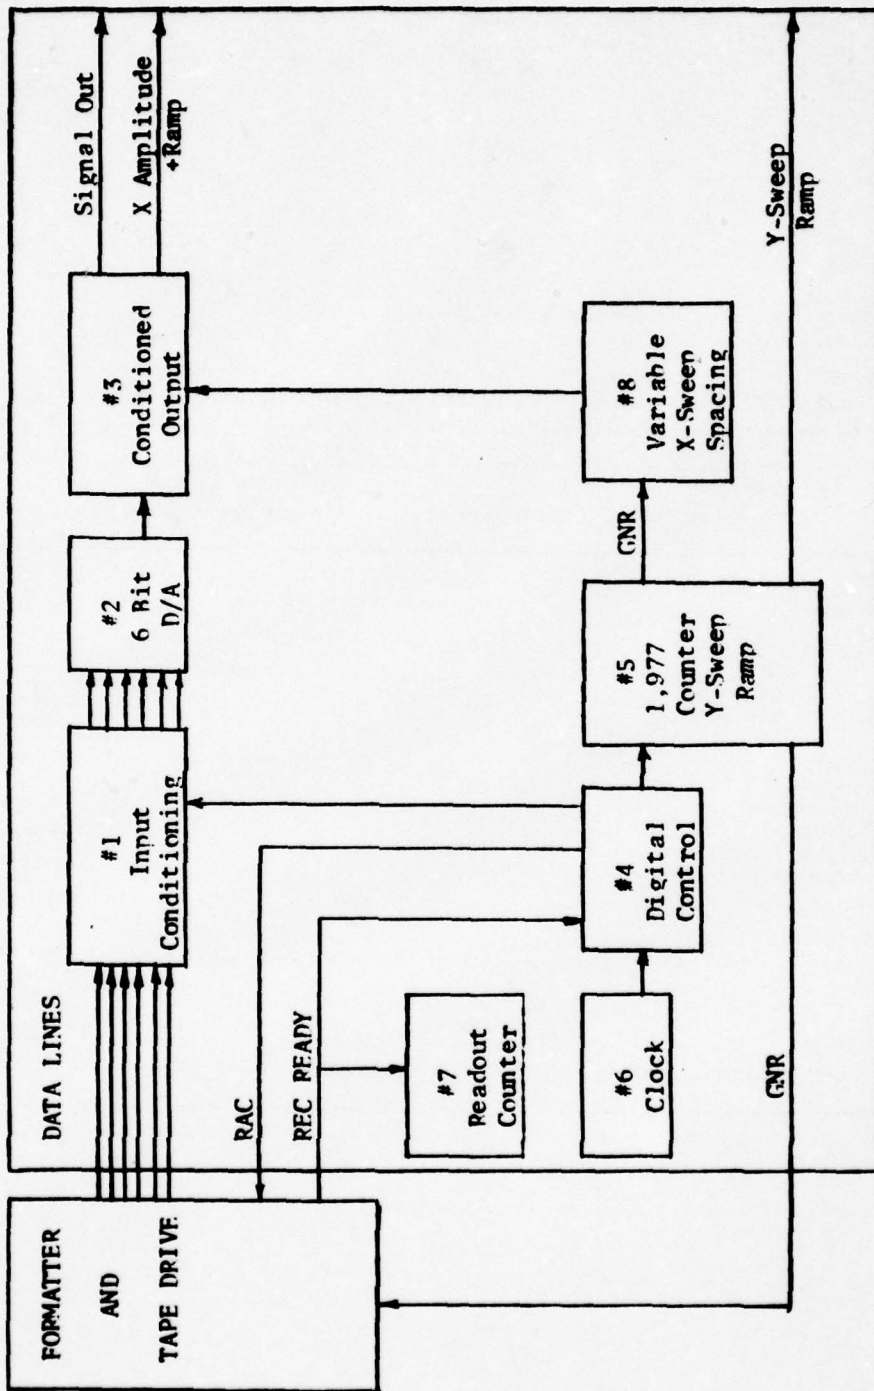 FORMATTER
AND
TAPE DRIVE
DATA LINES
#1
Input
Conditioning
#2
6 Bit
D/A
#3
Conditioned
Output
Signal Out
X Amplitude
+Ramp
RAC
REC READY
#7
Readout
Counter
#6
Clock
#4
Digital
Control
#5
1,977
Counter
Y-Sweep
Ramp
GNR
#8
Variable
X-Sweep
Spacing
GNR
Y-Sweep
Ramp